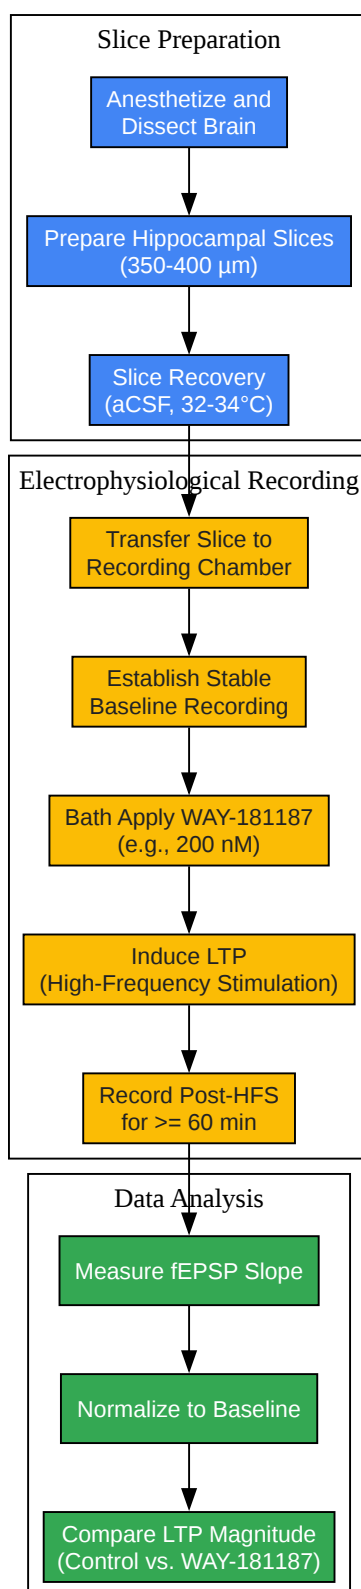 Slice Preparation
Anesthetize and
Dissect Brain
Prepare Hippocampal Slices
(350-400 µm)
Slice Recovery
(aCSF, 32-34°C)
Electrophysiological Recording
Transfer Slice to
Recording Chamber
Establish Stable
Baseline Recording
Bath Apply WAY-181187
(e.g., 200 nM)
Induce LTP
(High-Frequency Stimulation)
Record Post-HFS
for >= 60 min
Data Analysis
Measure fEPSP Slope
Normalize to Baseline
Compare LTP Magnitude
(Control vs. WAY-181187)